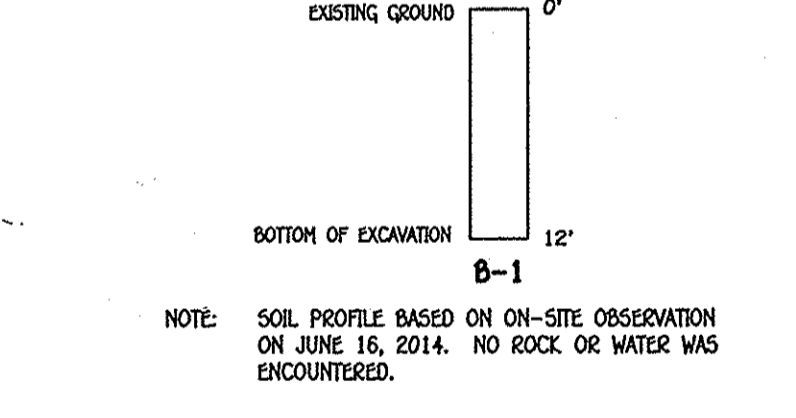 EXISTING GROUND 0'
BOTTOM OF EXCAVATION 12'
B-1
NOTE: SOIL PROFILE BASED ON ON-SITE OBSERVATION
ON JUNE 16, 2014. NO ROCK OR WATER WAS
ENCOUNTERED.